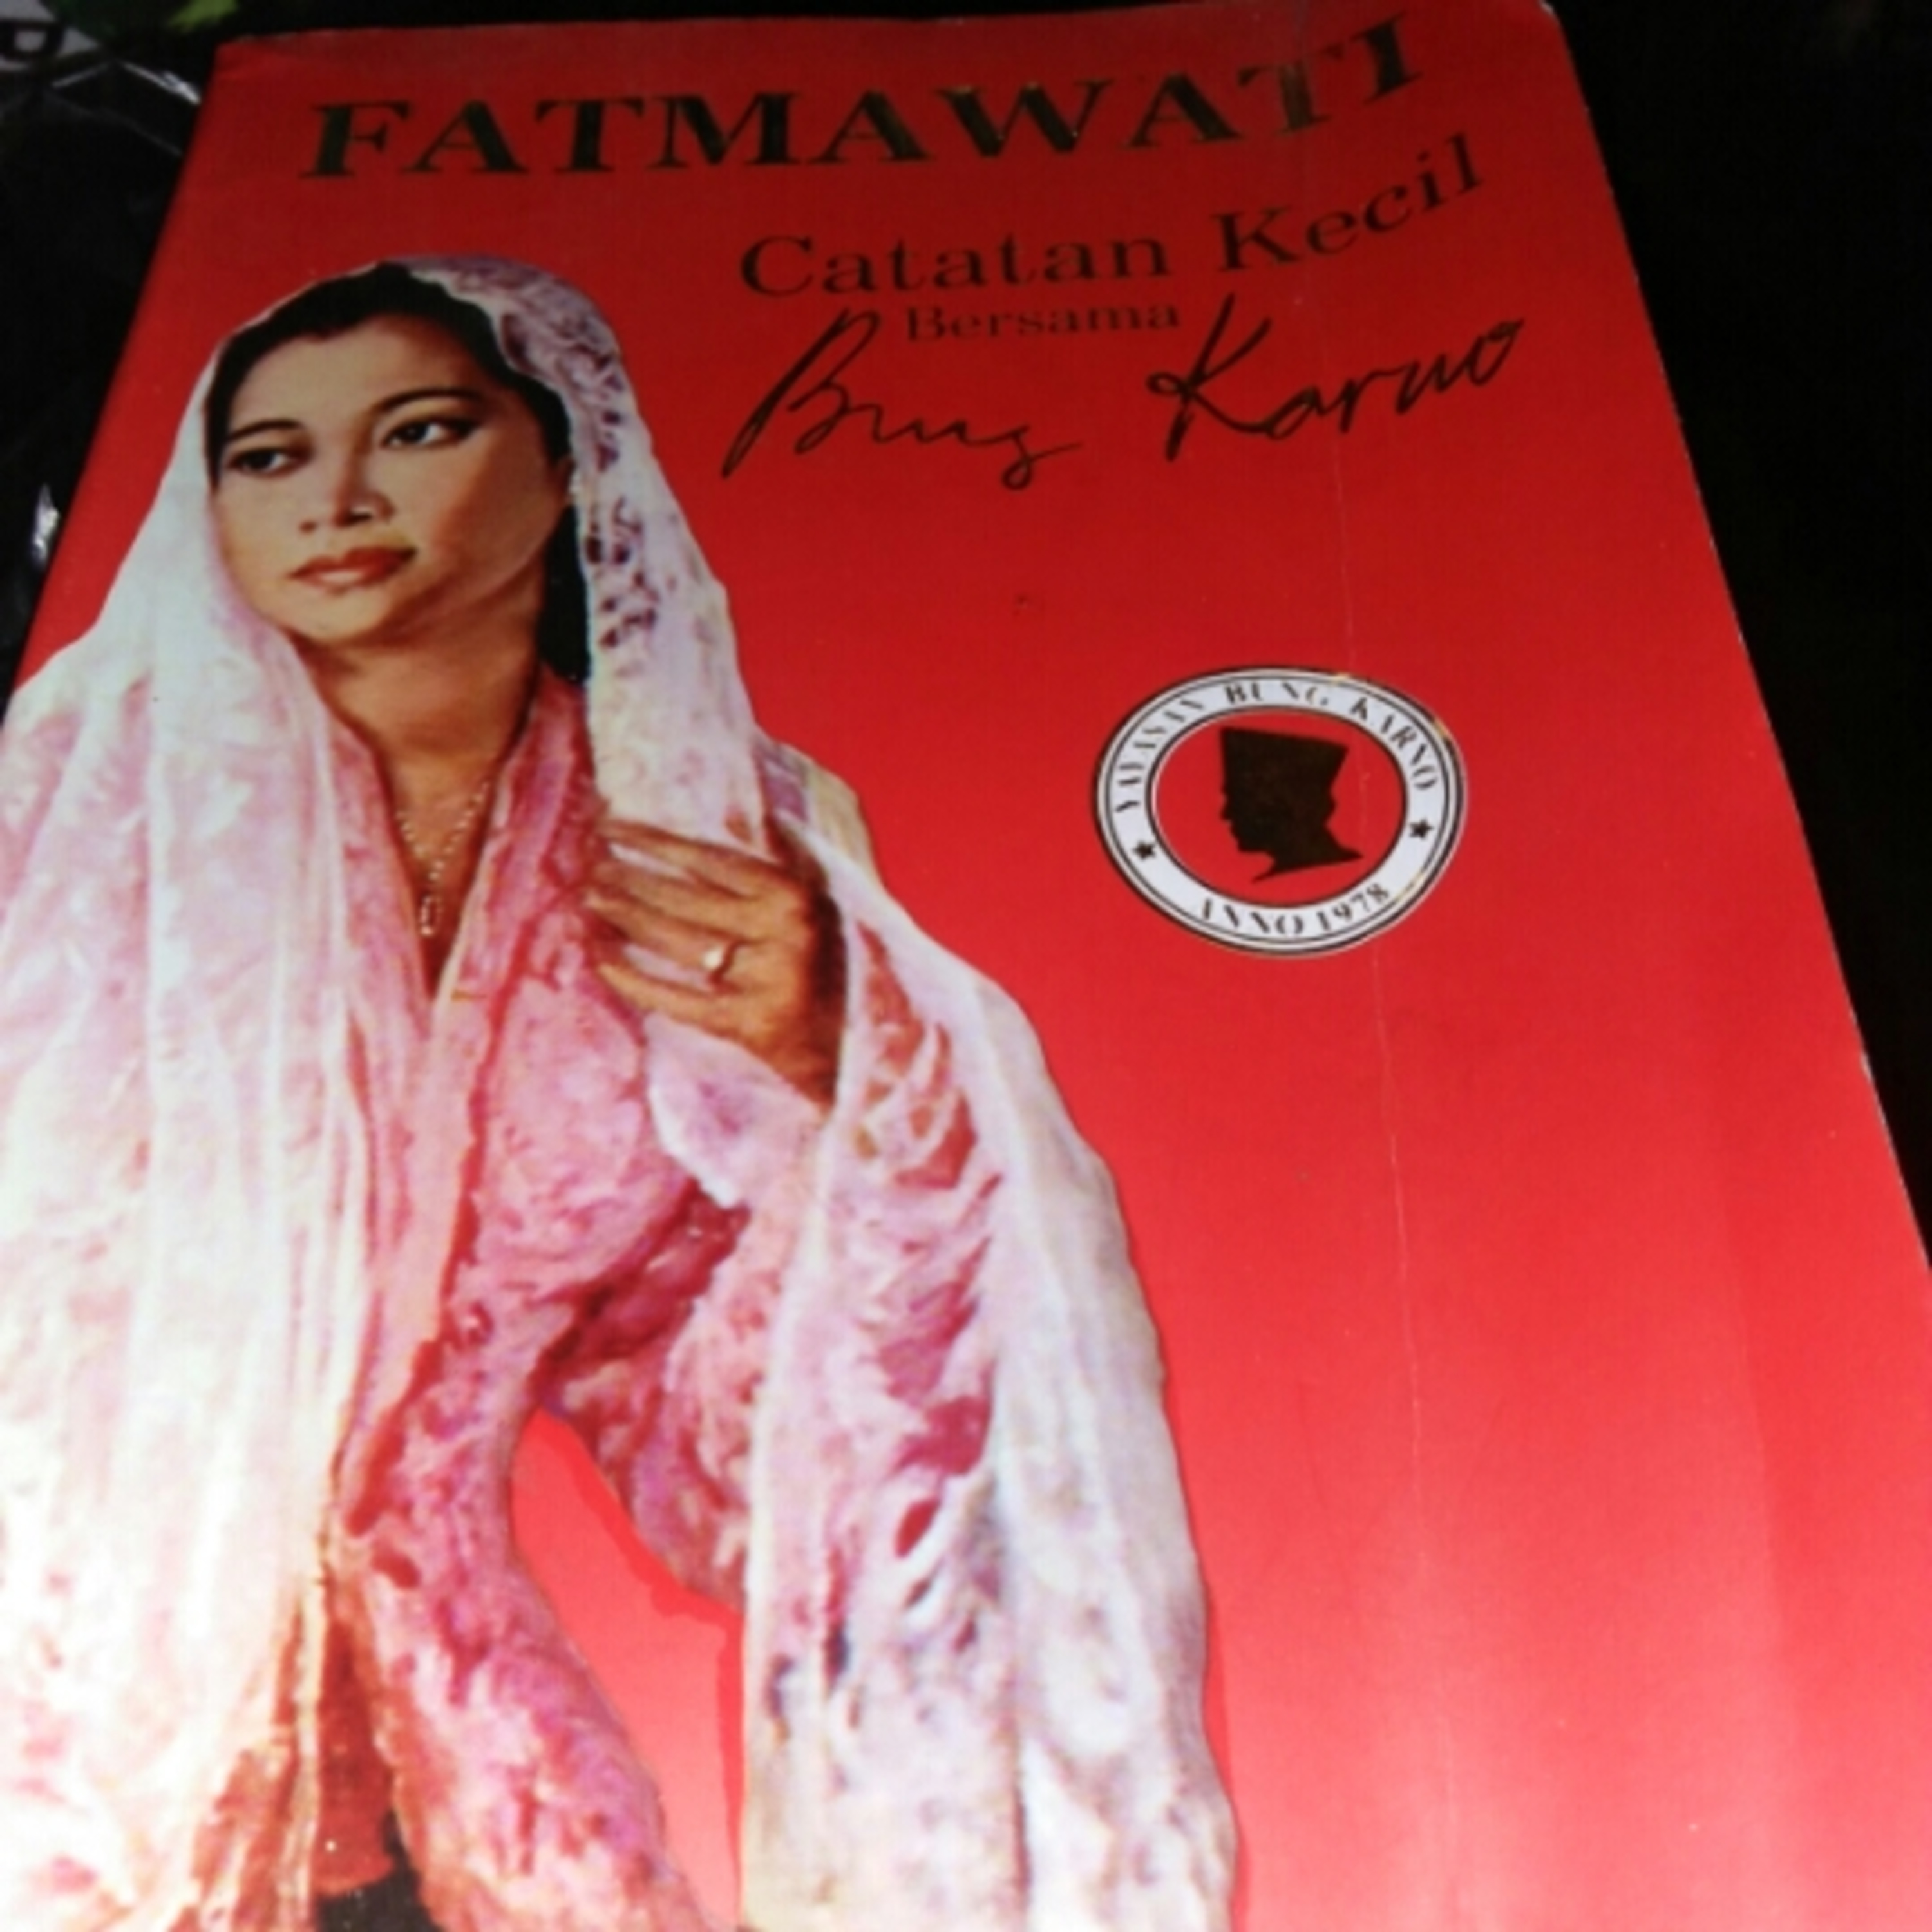 FATMAWATI
Catatan Kecil
Bersama
Bung Karno
YAYASAN BUNG KARNO
ANNO 1978